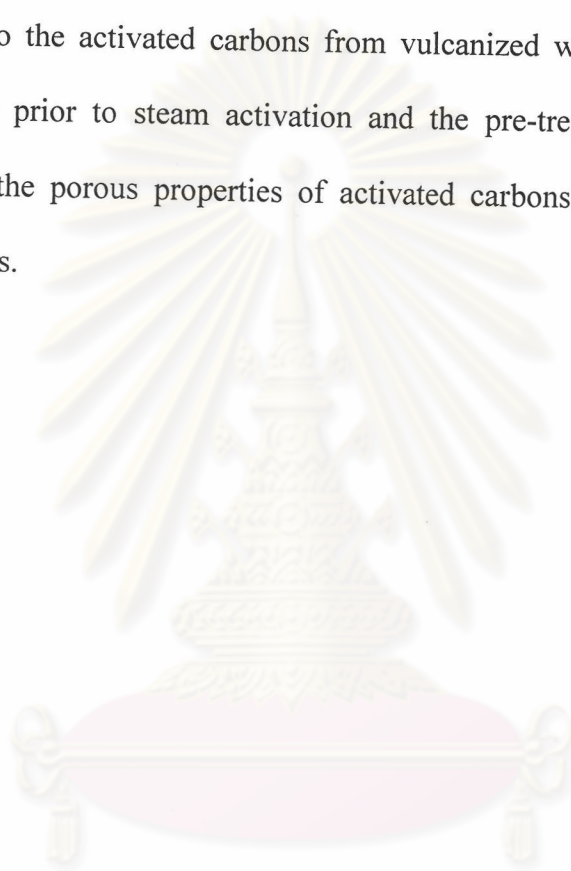 o the activated carbons from vulcanized w
prior to steam activation and the pre-tre
the porous properties of activated carbons
s.